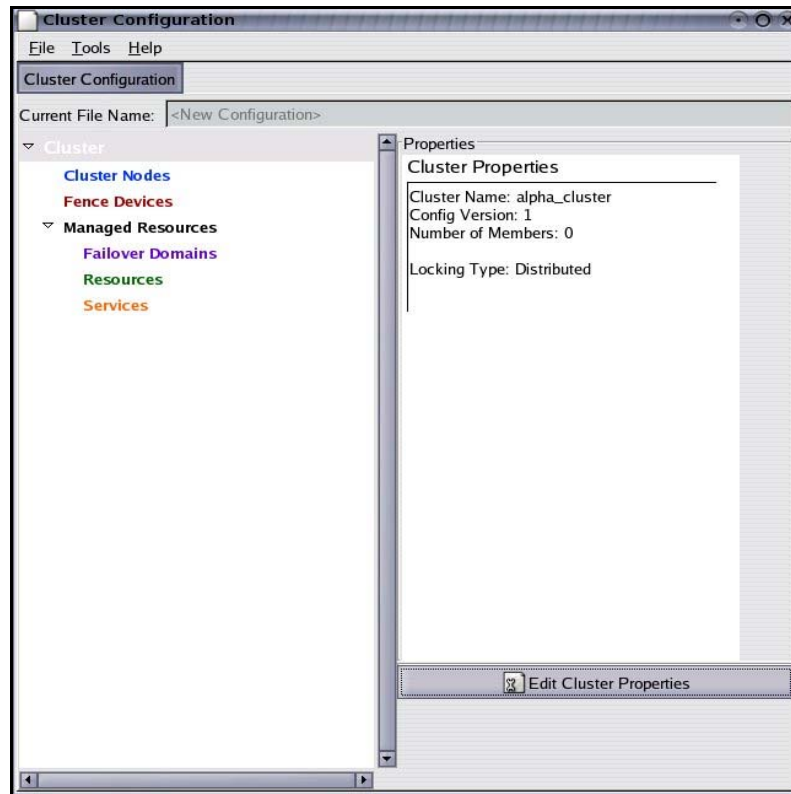 Cluster Configuration
File Tools Help
Cluster Configuration
Current File Name: <New Configuration>
Cluster
Cluster Nodes
Fence Devices
Managed Resources
Failover Domains
Resources
Services
Properties
Cluster Properties
Cluster Name: alpha_cluster
Config Version: 1
Number of Members: 0
Locking Type: Distributed
Edit Cluster Properties